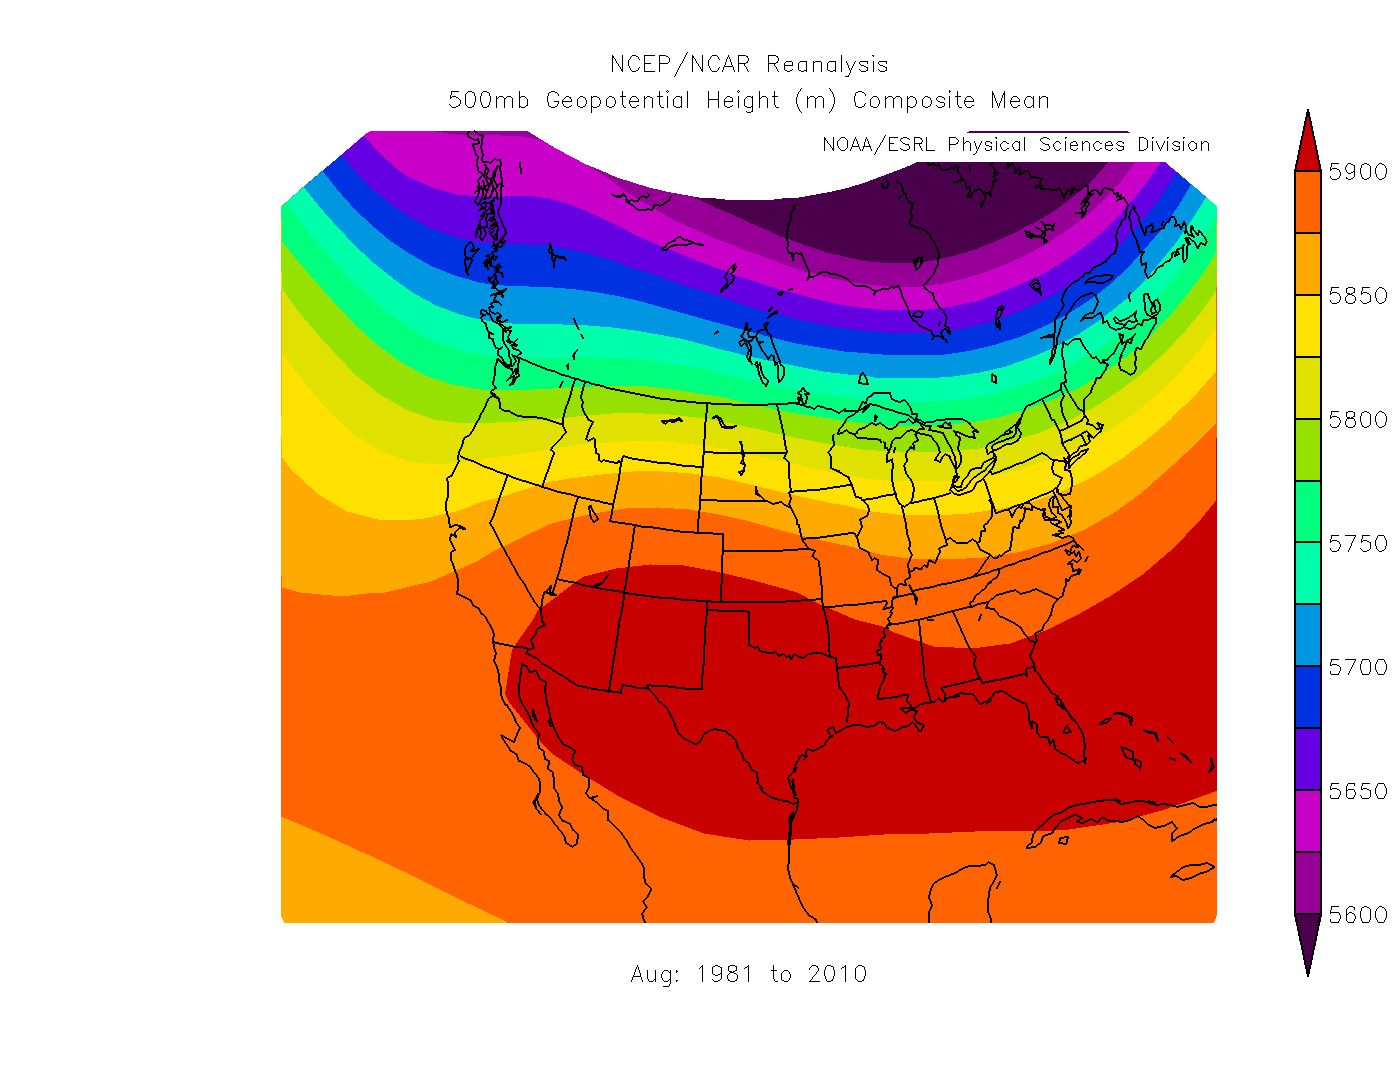 NCEP/NCAR Reanalysis
500mb Geopotential Height (m) Composite Mean
NOAA/ESRL Physical Sciences Division
5900
5850
5800
5750
5700
5650
5600
Aug: 1981 to 2010